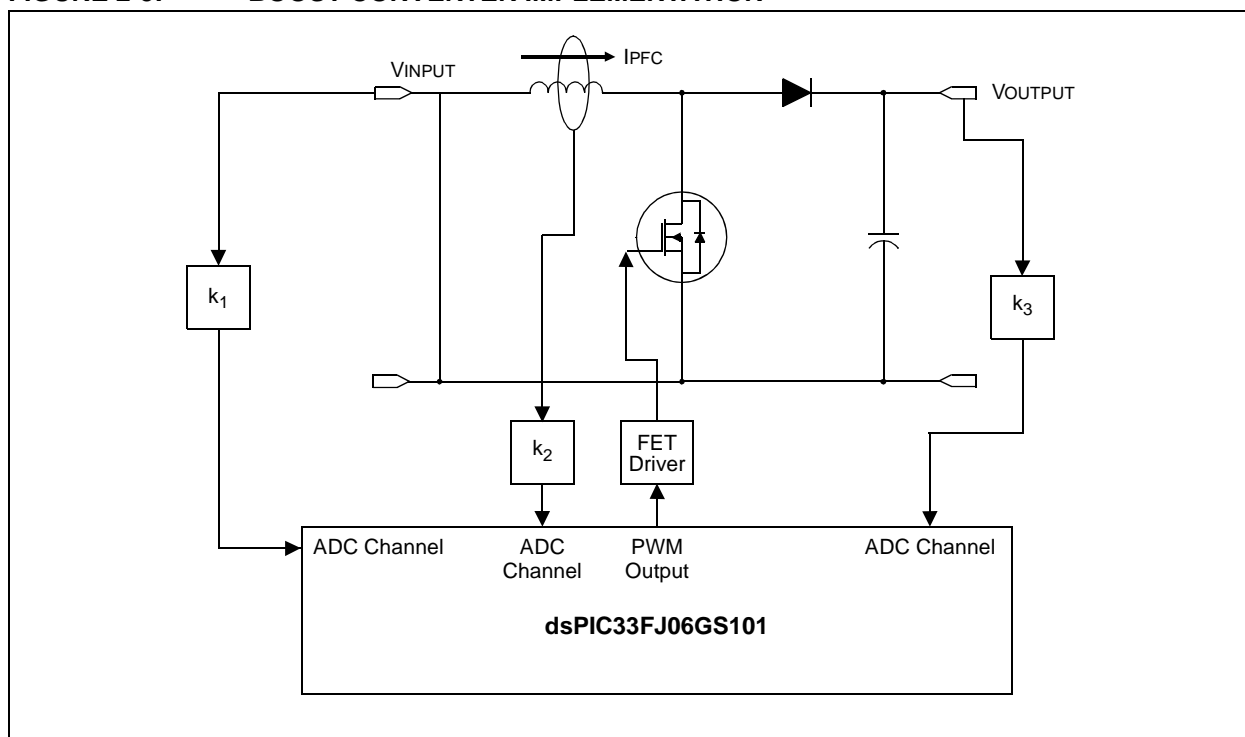 IPFC
VINPUT
VOUTPUT
k1
k3
k2
FET
Driver
ADC Channel
ADC
Channel
PWM
Output
ADC Channel
dsPIC33FJ06GS101